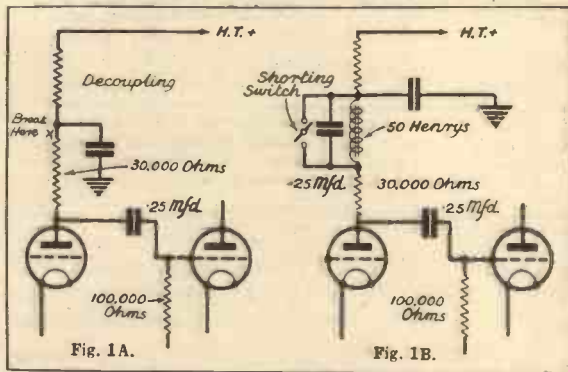 H.T.+
Decoupling
Break
Here X
30,000 Ohms
.25 Mfd.
100,000
Ohms
Fig. 1A.
H.T.+
Shorting
Switch
50 Henrys
.25 Mfd.
30,000 Ohms
.25 Mfd.
100,000
Ohms
Fig. 1B.